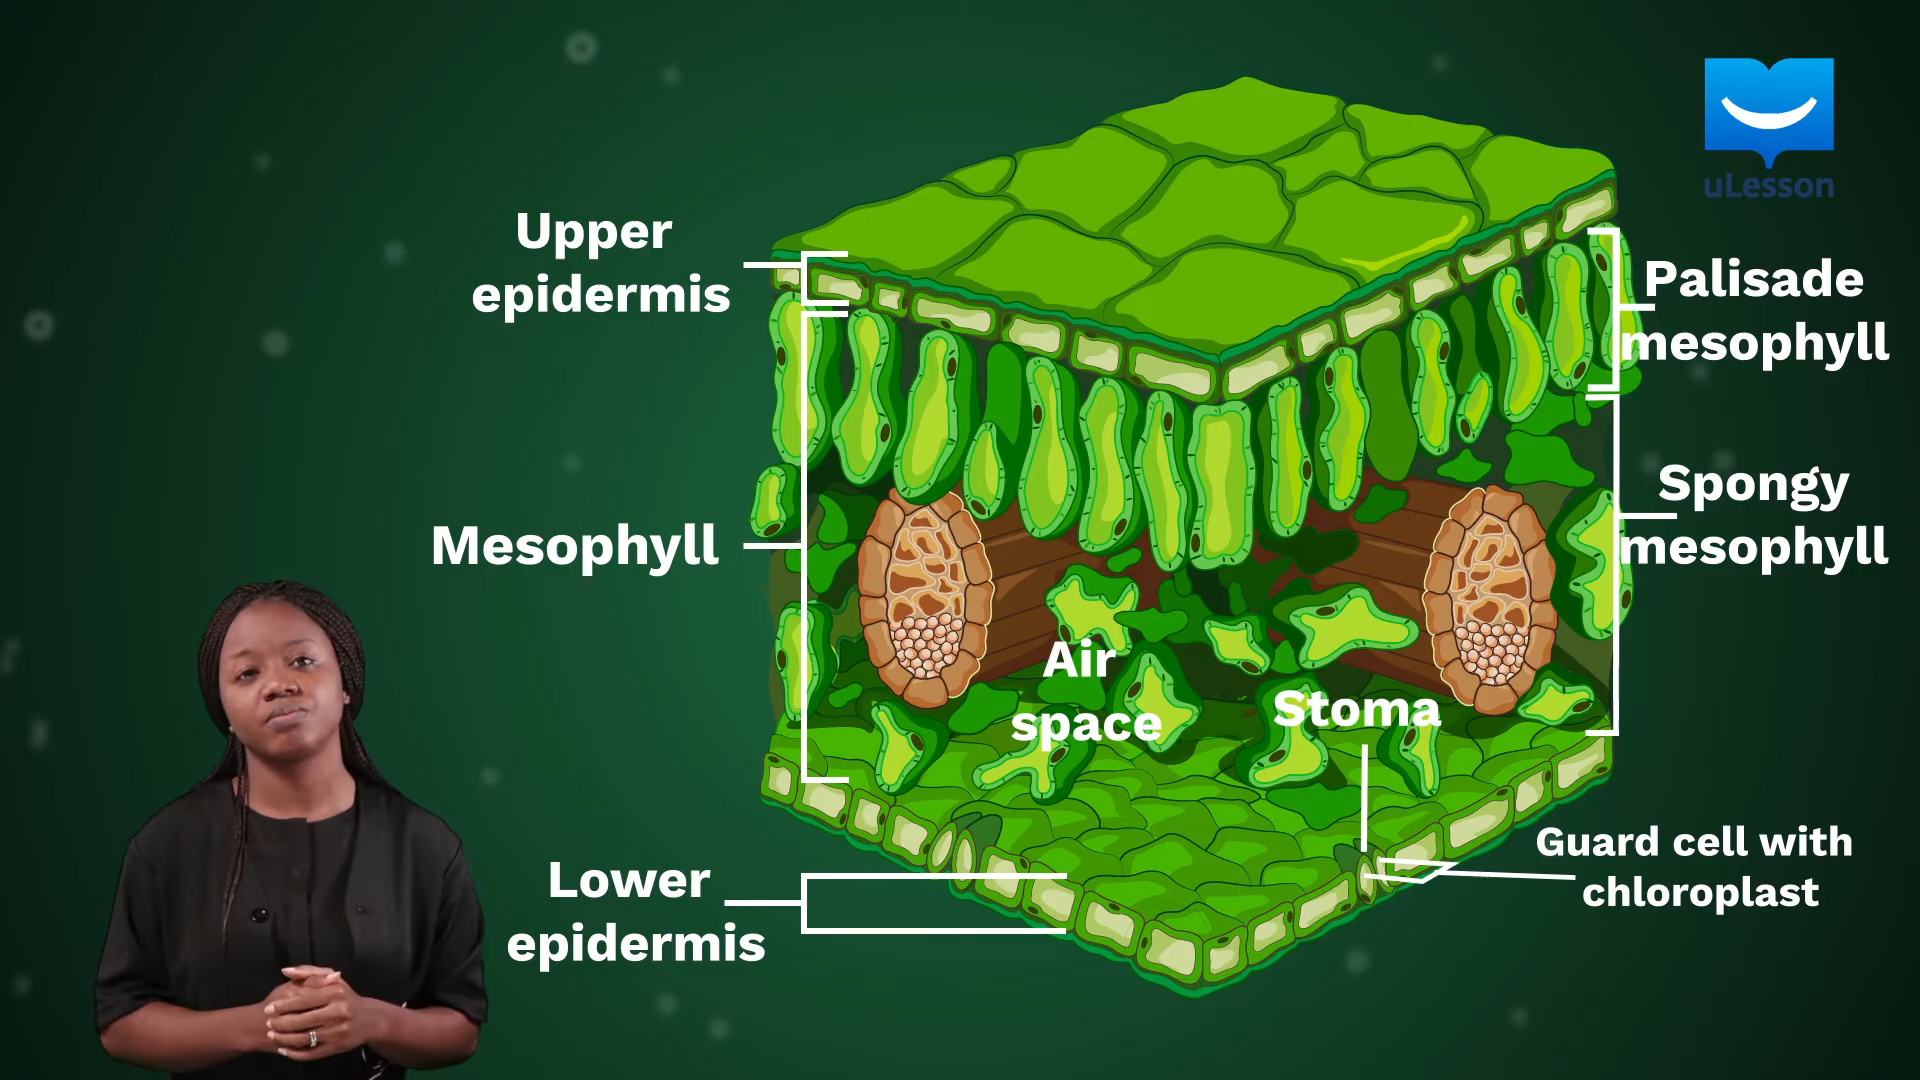 uLesson
Upper
epidermis
Palisade
mesophyll
Mesophyll
Spongy
mesophyll
Air
space
Stoma
Guard cell with
chloroplast
Lower
epidermis